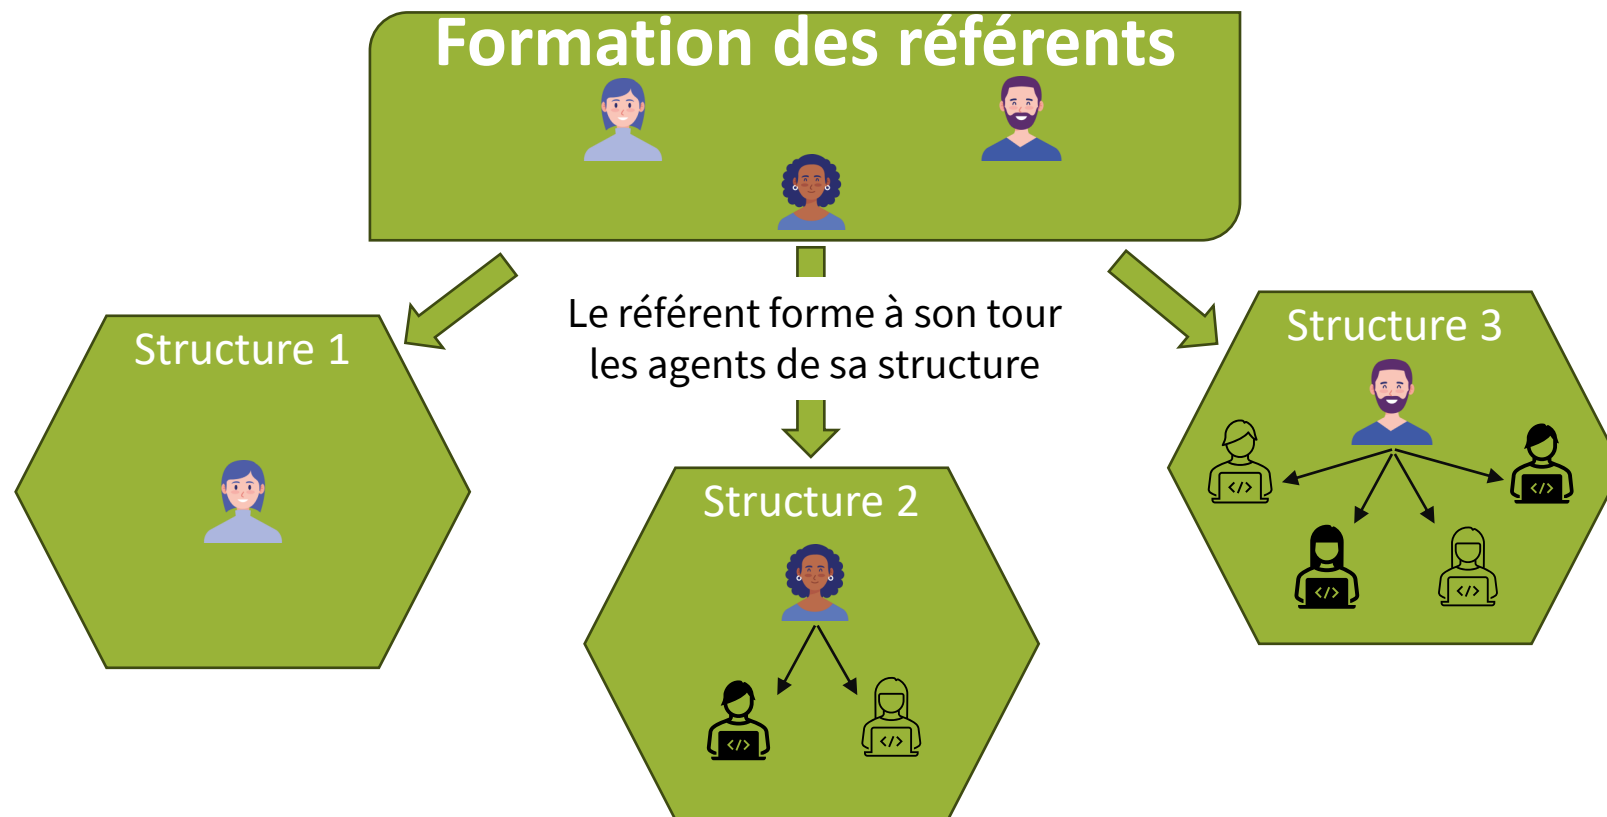 Formation des référents
Le référent forme à son tour
les agents de sa structure
Structure 1
Structure 2
Structure 3
</>
</>
</>
</>
</>
</>